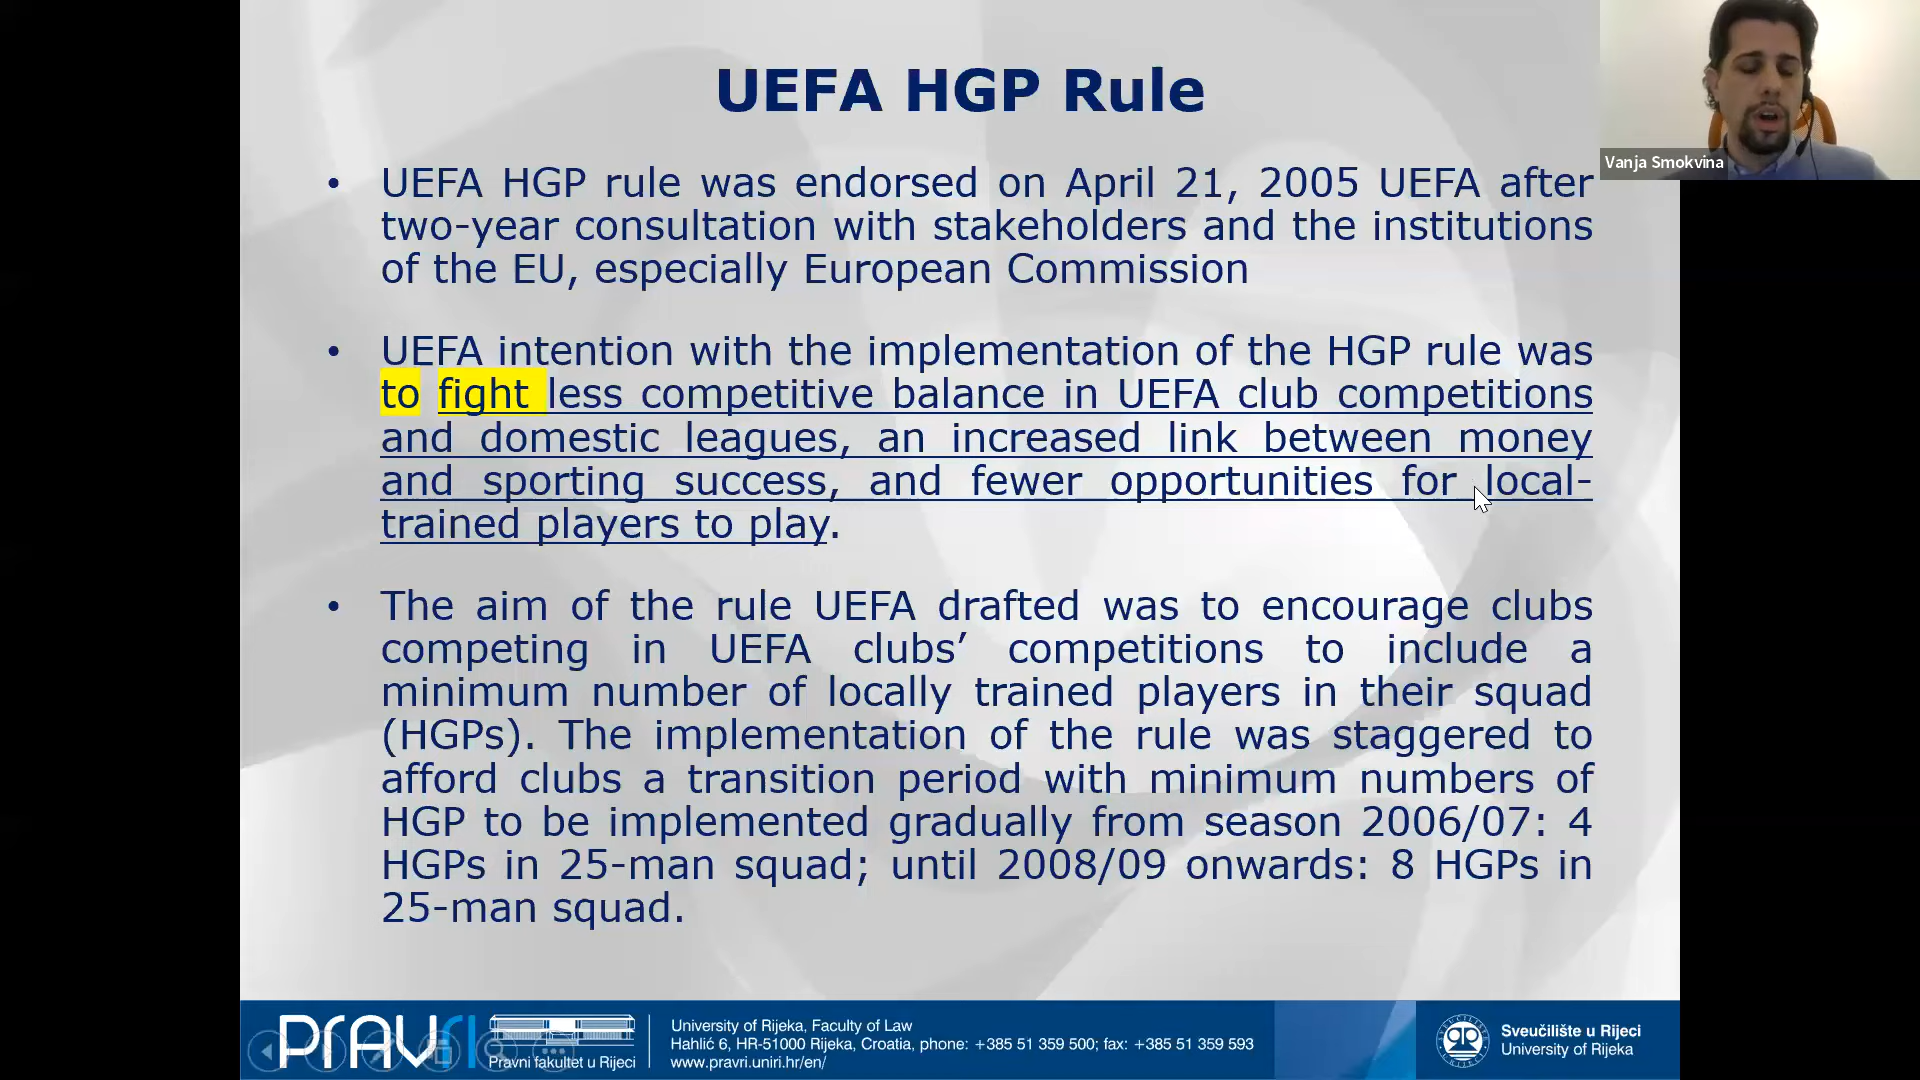 UEFA HGP Rule
Vanja Smokvina
• UEFA HGP rule was endorsed on April 21, 2005 UEFA after
two-year consultation with stakeholders and the institutions
of the EU, especially European Commission
• UEFA intention with the implementation of the HGP rule was
to fight less competitive balance in UEFA club competitions
and domestic leagues, an increased link between money
and sporting success, and fewer opportunities for local-
trained players to play.
• The aim of the rule UEFA drafted was to encourage clubs
competing in UEFA clubs’ competitions to include a
minimum number of locally trained players in their squad
(HGPs). The implementation of the rule was staggered to
afford clubs a transition period with minimum numbers of
HGP to be implemented gradually from season 2006/07: 4
HGPs in 25-man squad; until 2008/09 onwards: 8 HGPs in
25-man squad.
PRAVRI
Pravni fakultet u Rijeci
University of Rijeka, Faculty of Law
Hahlić 6, HR-51000 Rijeka, Croatia, phone: +385 51 359 500; fax: +385 51 359 593
www.pravri.uniri.hr/en/
Sveučilište u Rijeci
University of Rijeka